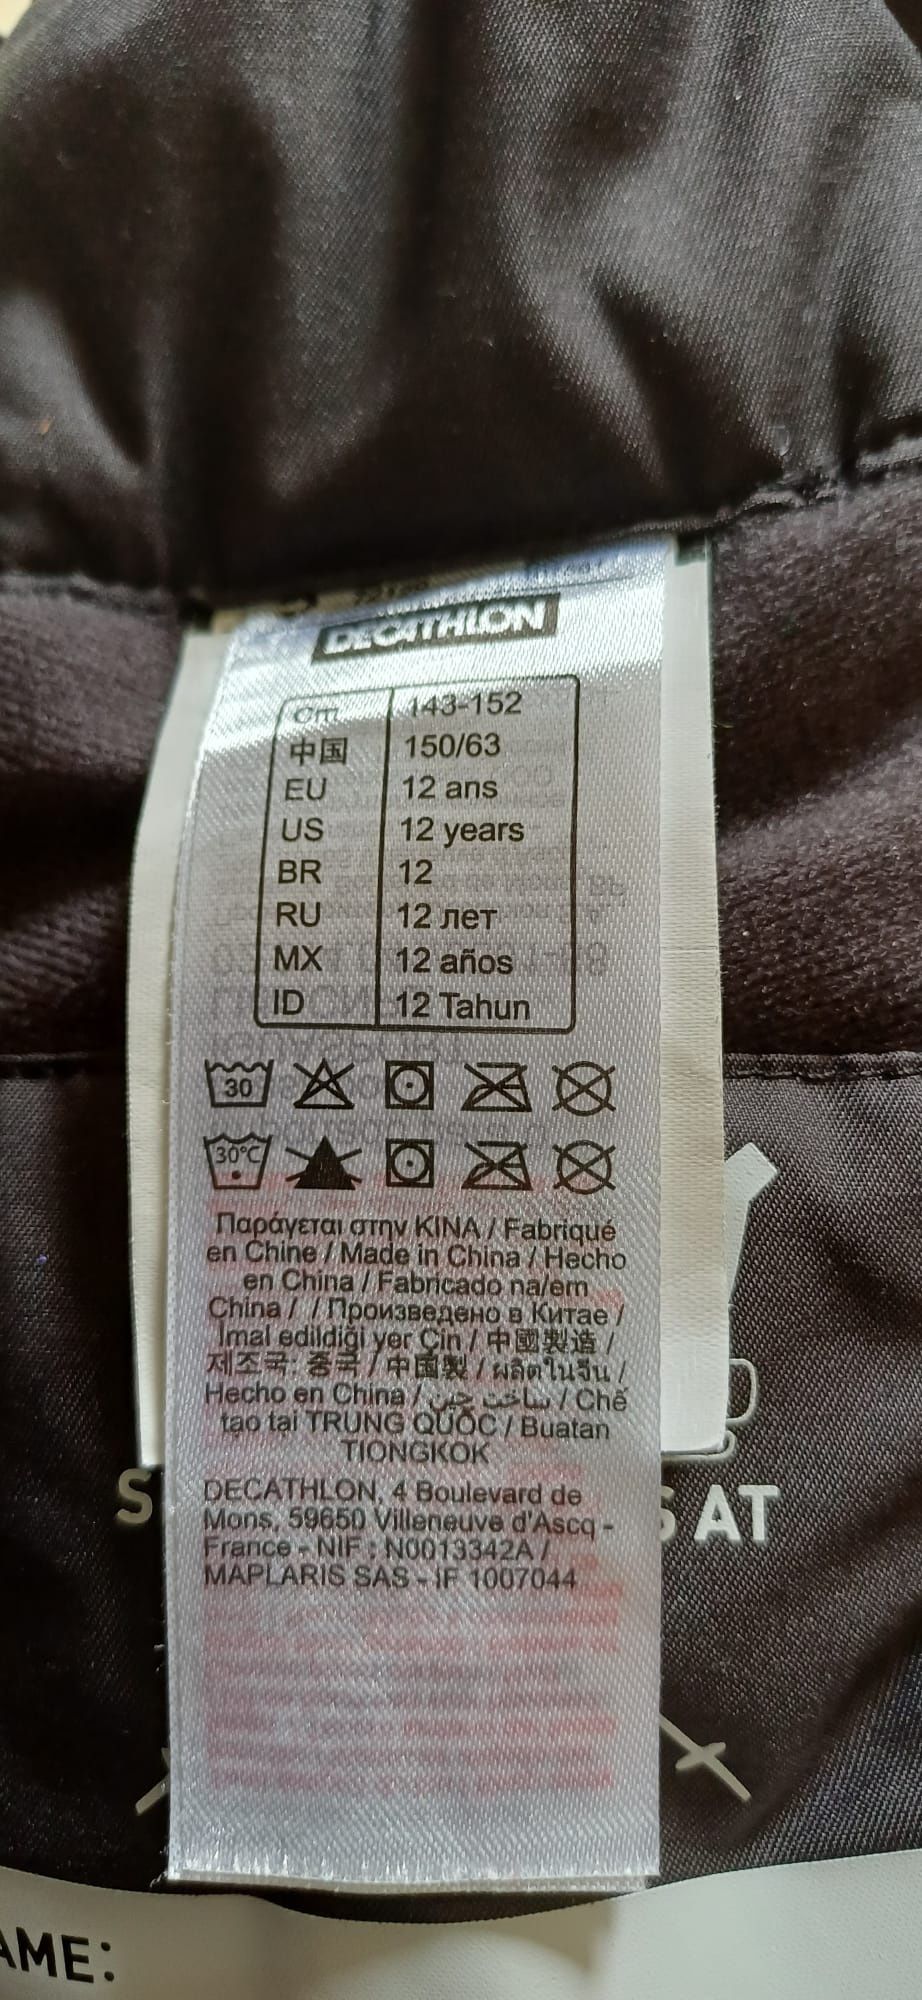 DECATHLON
Cm 143-152
中国 150/63
EU 12 ans
US 12 years
BR 12
RU 12 лет
MX 12 años
ID 12 Tahun
30
30°C
Παράγεται στην ΚΙΝΑ / Fabriqué
en Chine / Made in China / Hecho
en China / Fabricado na/em
China / / Произведено в Китае /
İmal edildiği yer Çin / 中國製造 /
제조국: 중국 / 中国製 / ผลิตในจีน /
Hecho en China / ساخت چین / Chế
tạo tại TRUNG QUỐC / Buatan
TIONGKOK
DECATHLON, 4 Boulevard de
Mons, 59650 Villeneuve d'Ascq -
France - NIF : N0013342A /
MAPLARIS SAS - IF 1007044
S AT
AME: